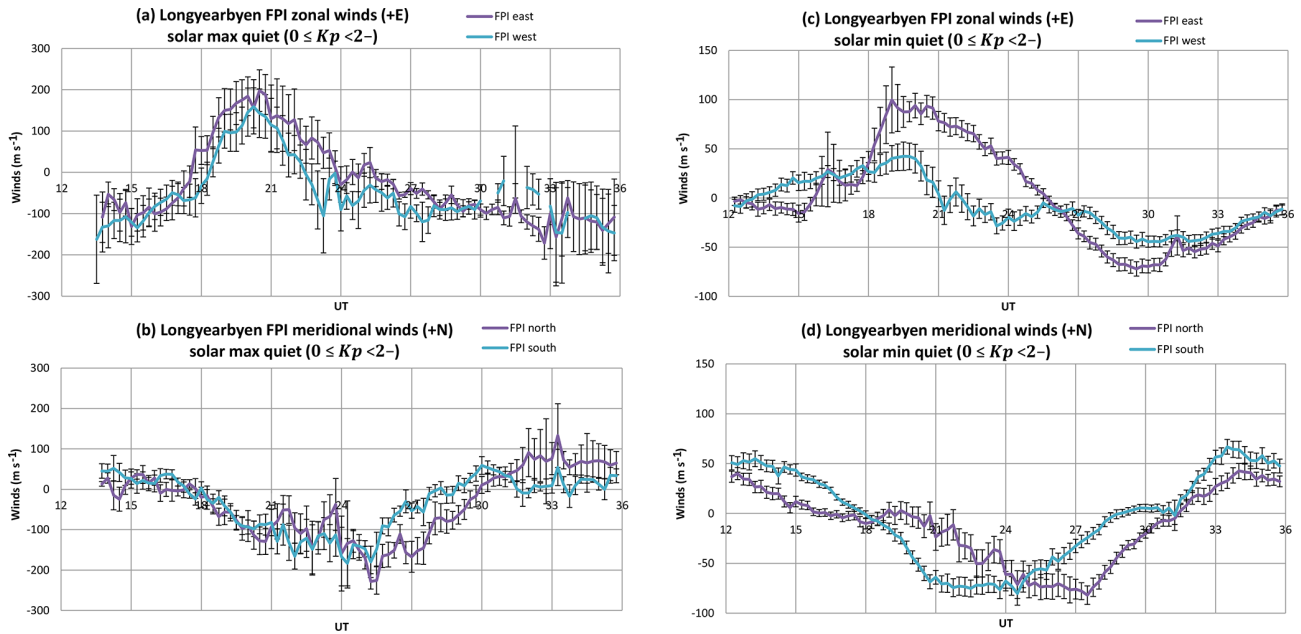 (a) Longyearbyen FPI zonal winds (+E)
solar max quiet (0 ≤ Kp <2−)
FPI east
FPI west
300
200
100
0
-100
-200
-300
12
15
18
21
24
27
30
33
36
Winds (m s⁻¹)
UT
(c) Longyearbyen FPI zonal winds (+E)
solar min quiet (0 ≤ Kp <2−)
FPI east
FPI west
150
100
50
0
-50
-100
12
15
18
21
24
27
30
33
36
Winds (m s⁻¹)
UT
(b) Longyearbyen FPI meridional winds (+N)
solar max quiet (0 ≤ Kp <2−)
FPI north
FPI south
300
200
100
0
-100
-200
-300
12
15
18
21
24
27
30
33
36
Winds (m s⁻¹)
UT
(d) Longyearbyen meridional winds (+N)
solar min quiet (0 ≤ Kp <2−)
FPI north
FPI south
150
100
50
0
-50
-100
12
15
18
21
24
27
30
33
36
Winds (m s⁻¹)
UT